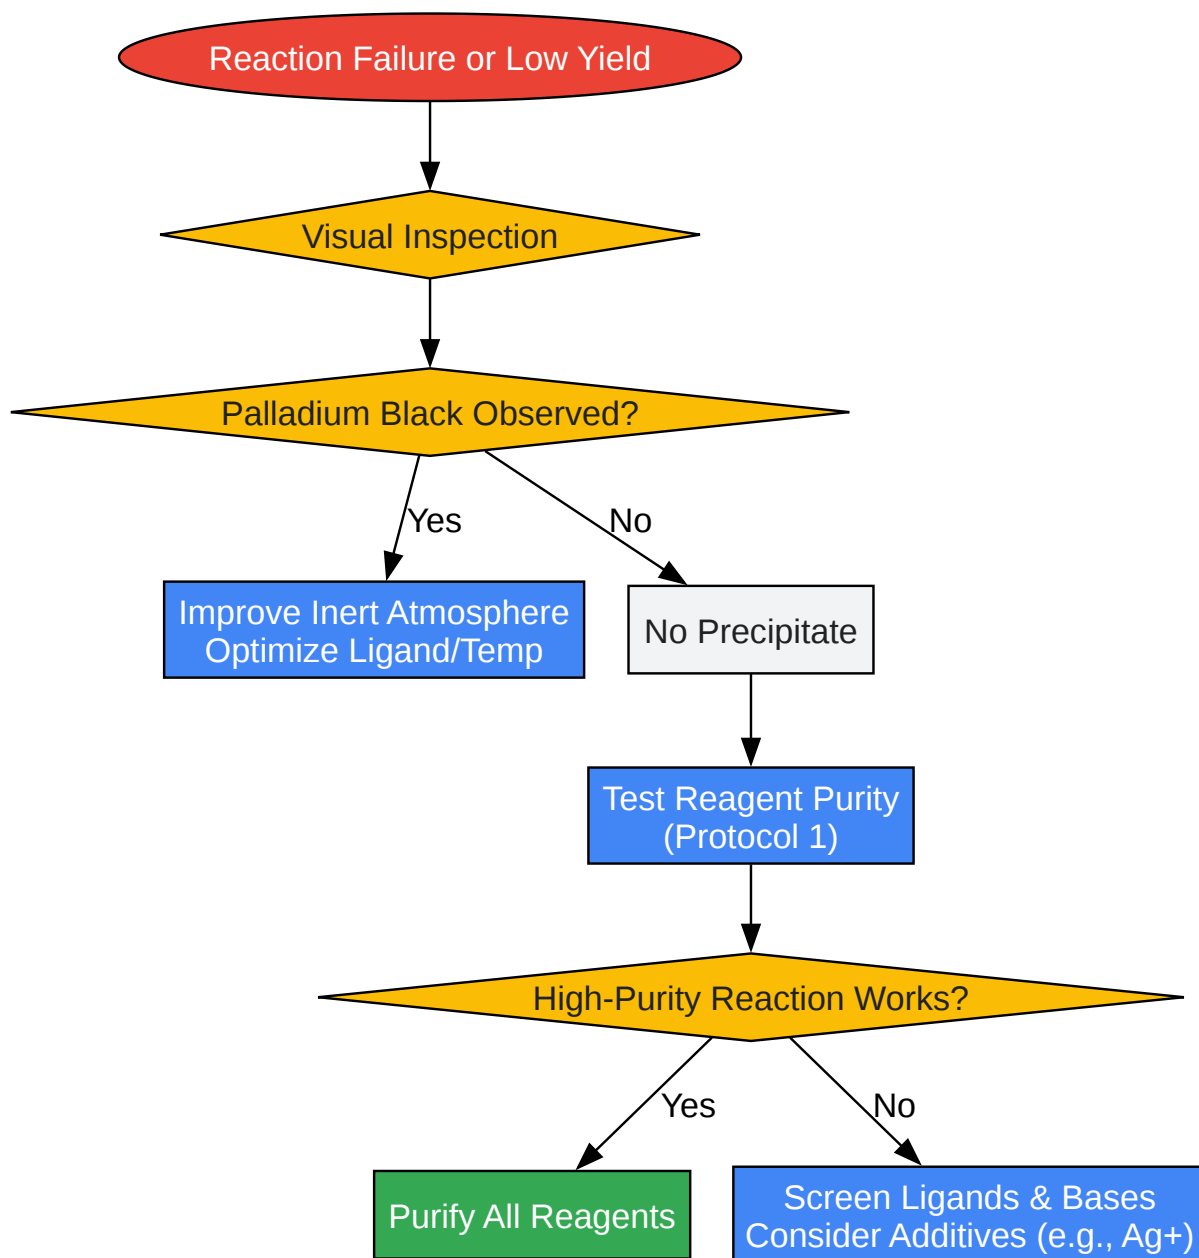 Reaction Failure or Low Yield
Visual Inspection
Palladium Black Observed?
Yes
No
Improve Inert Atmosphere
Optimize Ligand/Temp
No Precipitate
Test Reagent Purity
(Protocol 1)
High-Purity Reaction Works?
Yes
No
Purify All Reagents
Screen Ligands & Bases
Consider Additives (e.g., Ag+)